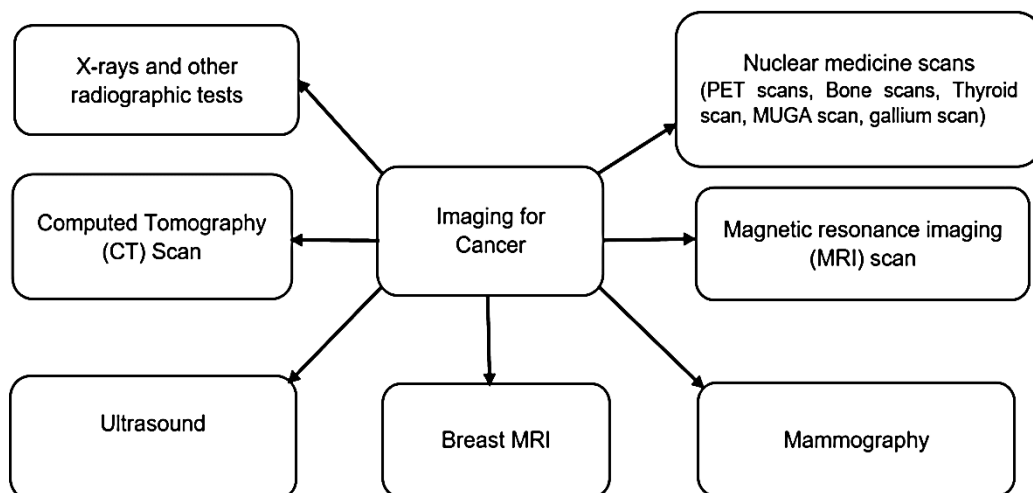 X-rays and other
radiographic tests
Nuclear medicine scans
(PET scans, Bone scans, Thyroid
scan, MUGA scan, gallium scan)
Computed Tomography
(CT) Scan
Imaging for
Cancer
Magnetic resonance imaging
(MRI) scan
Ultrasound
Breast MRI
Mammography